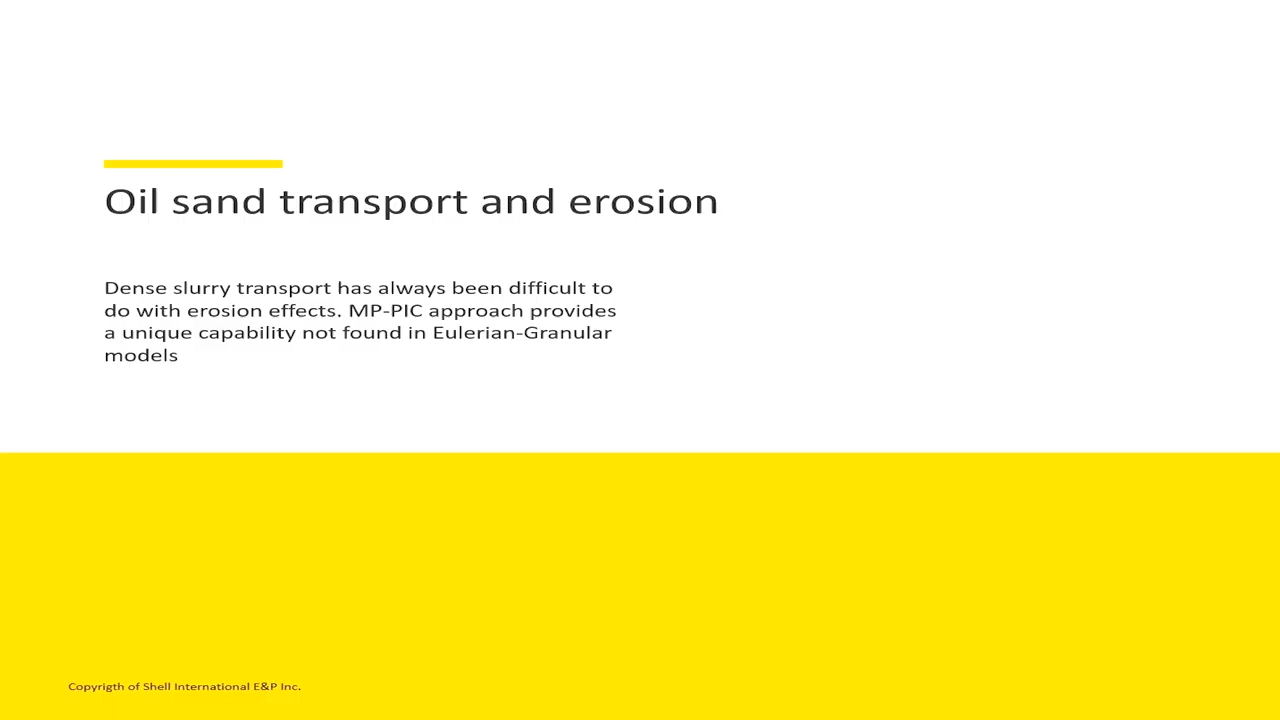 Oil sand transport and erosion
Dense slurry transport has always been difficult to
do with erosion effects. MP-PIC approach provides
a unique capability not found in Eulerian-Granular
models
Copyrigth of Shell International E&P Inc.